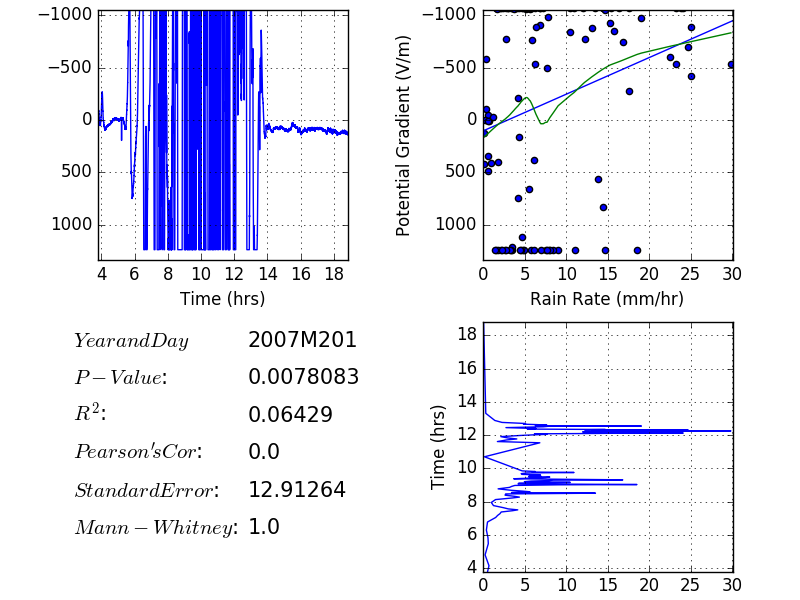 −1000
−500
0
500
1000
4 6 8 10 12 14 16 18
Time (hrs)
−1000
−500
0
500
1000
Potential Gradient (V/m)
0 5 10 15 20 25 30
Rain Rate (mm/hr)
YearandDay 2007M201
P−Value: 0.0078083
R²: 0.06429
Pearson'sCor: 0.0
StandardError: 12.91264
Mann−Whitney: 1.0
18
16
14
12
10
8
6
4
Time (hrs)
0 5 10 15 20 25 30